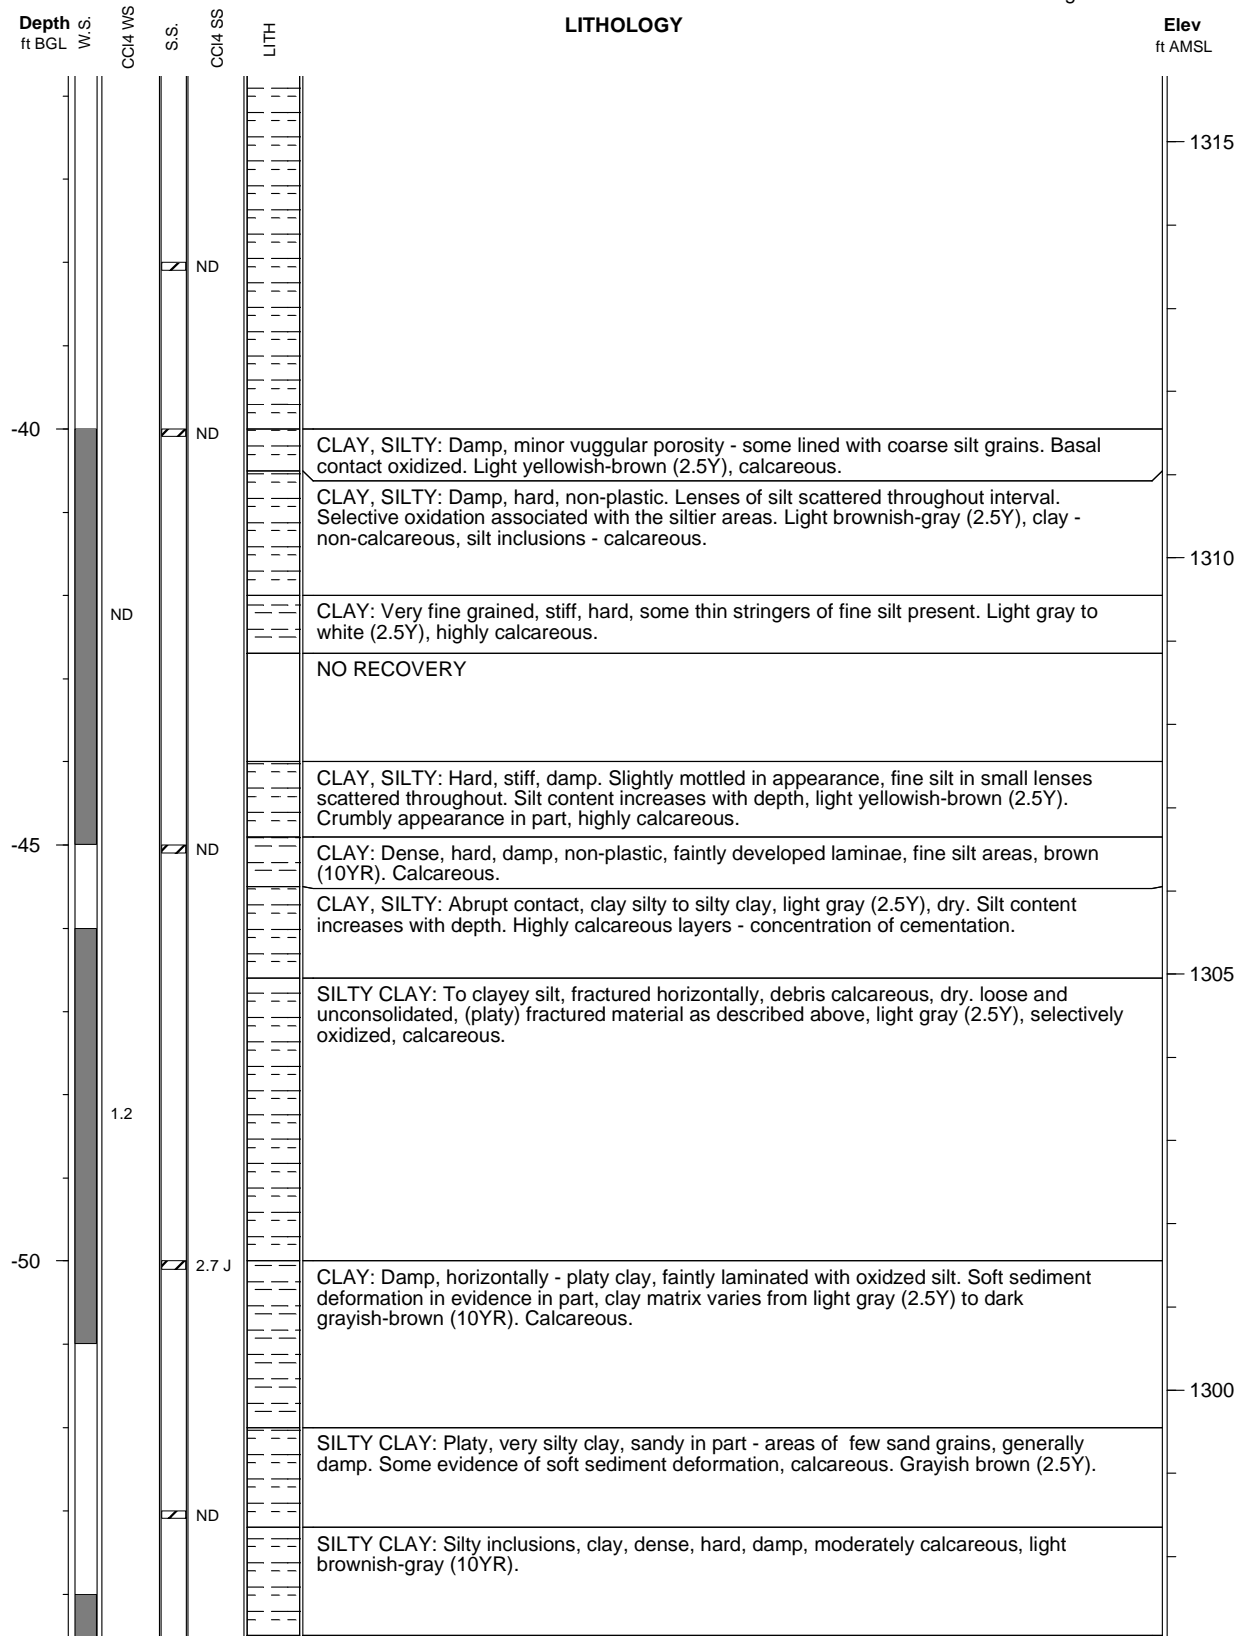 Depth
ft BGL
W.S.
CCl4 WS
S.S.
CCl4 SS
LITH
LITHOLOGY
Elev
ft AMSL
1315
ND
-40
ND
CLAY, SILTY: Damp, minor vuggular porosity - some lined with coarse silt grains. Basal
contact oxidized. Light yellowish-brown (2.5Y), calcareous.
CLAY, SILTY: Damp, hard, non-plastic. Lenses of silt scattered throughout interval.
Selective oxidation associated with the siltier areas. Light brownish-gray (2.5Y), clay -
non-calcareous, silt inclusions - calcareous.
1310
ND
CLAY: Very fine grained, stiff, hard, some thin stringers of fine silt present. Light gray to
white (2.5Y), highly calcareous.
NO RECOVERY
CLAY, SILTY: Hard, stiff, damp. Slightly mottled in appearance, fine silt in small lenses
scattered throughout. Silt content increases with depth, light yellowish-brown (2.5Y).
Crumbly appearance in part, highly calcareous.
-45
ND
CLAY: Dense, hard, damp, non-plastic, faintly developed laminae, fine silt areas, brown
(10YR). Calcareous.
CLAY, SILTY: Abrupt contact, clay silty to silty clay, light gray (2.5Y), dry. Silt content
increases with depth. Highly calcareous layers - concentration of cementation.
1305
SILTY CLAY: To clayey silt, fractured horizontally, debris calcareous, dry. loose and
unconsolidated, (platy) fractured material as described above, light gray (2.5Y), selectively
oxidized, calcareous.
1.2
-50
2.7 J
CLAY: Damp, horizontally - platy clay, faintly laminated with oxidzed silt. Soft sediment
deformation in evidence in part, clay matrix varies from light gray (2.5Y) to dark
grayish-brown (10YR). Calcareous.
1300
SILTY CLAY: Platy, very silty clay, sandy in part - areas of  few sand grains, generally
damp. Some evidence of soft sediment deformation, calcareous. Grayish brown (2.5Y).
ND
SILTY CLAY: Silty inclusions, clay, dense, hard, damp, moderately calcareous, light
brownish-gray (10YR).